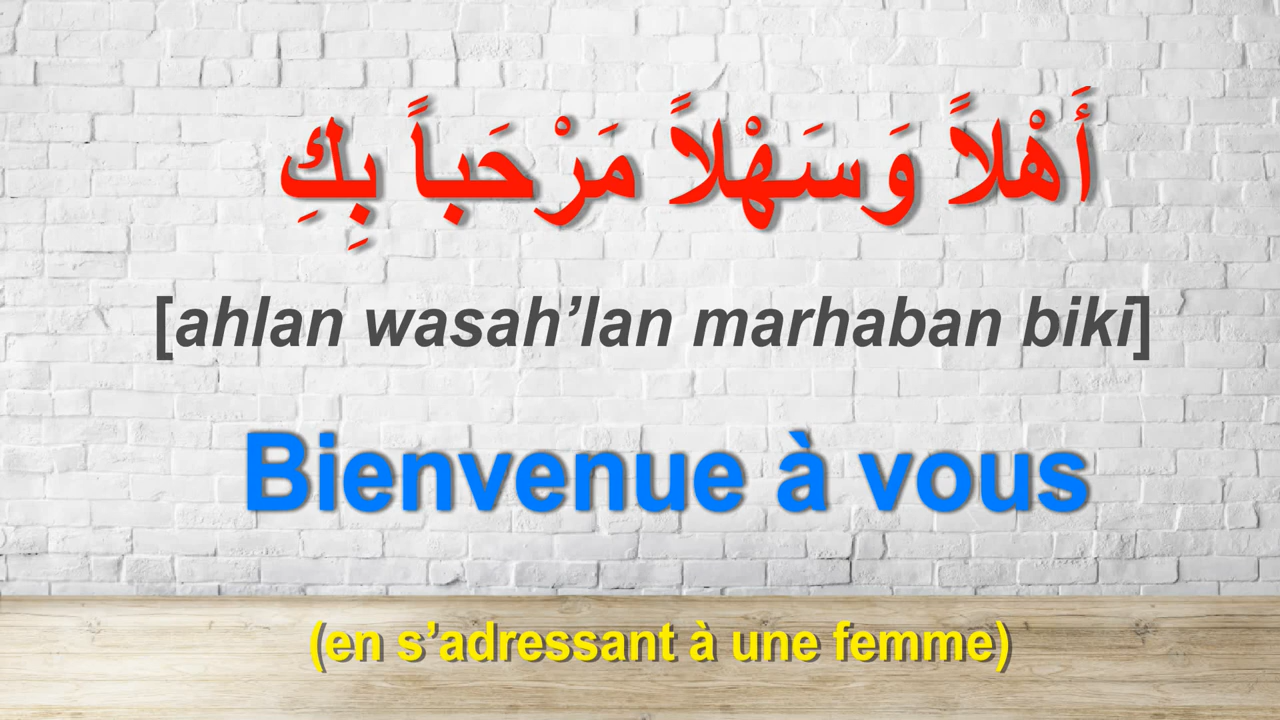 أَهْلاً وَسَهْلاً مَرْحَباً بِكِ
[ahlan wasah’lan marhaban biki]
Bienvenue à vous
(en s’adressant à une femme)